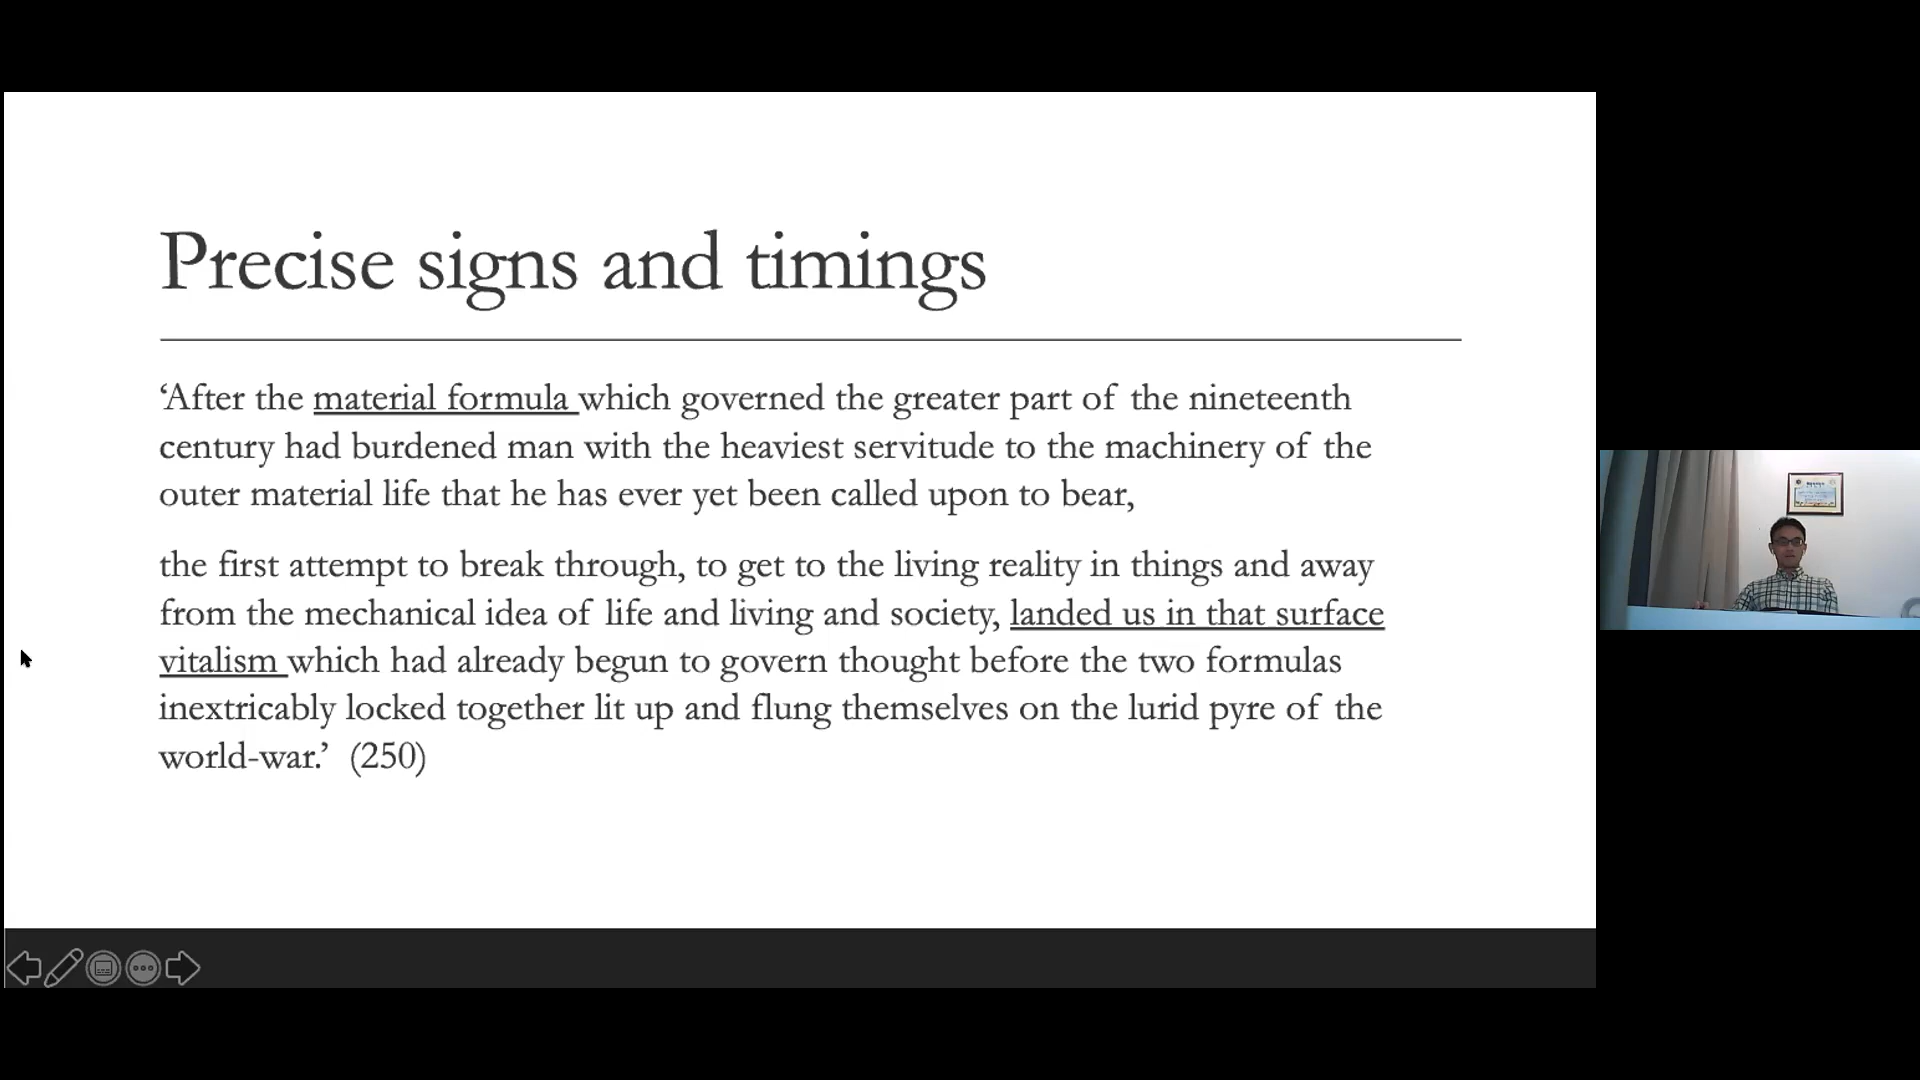 Precise signs and timings
‘After the material formula which governed the greater part of the nineteenth
century had burdened man with the heaviest servitude to the machinery of the
outer material life that he has ever yet been called upon to bear,
the first attempt to break through, to get to the living reality in things and away
from the mechanical idea of life and living and society, landed us in that surface
vitalism which had already begun to govern thought before the two formulas
inextricably locked together lit up and flung themselves on the lurid pyre of the
world-war.’ (250)